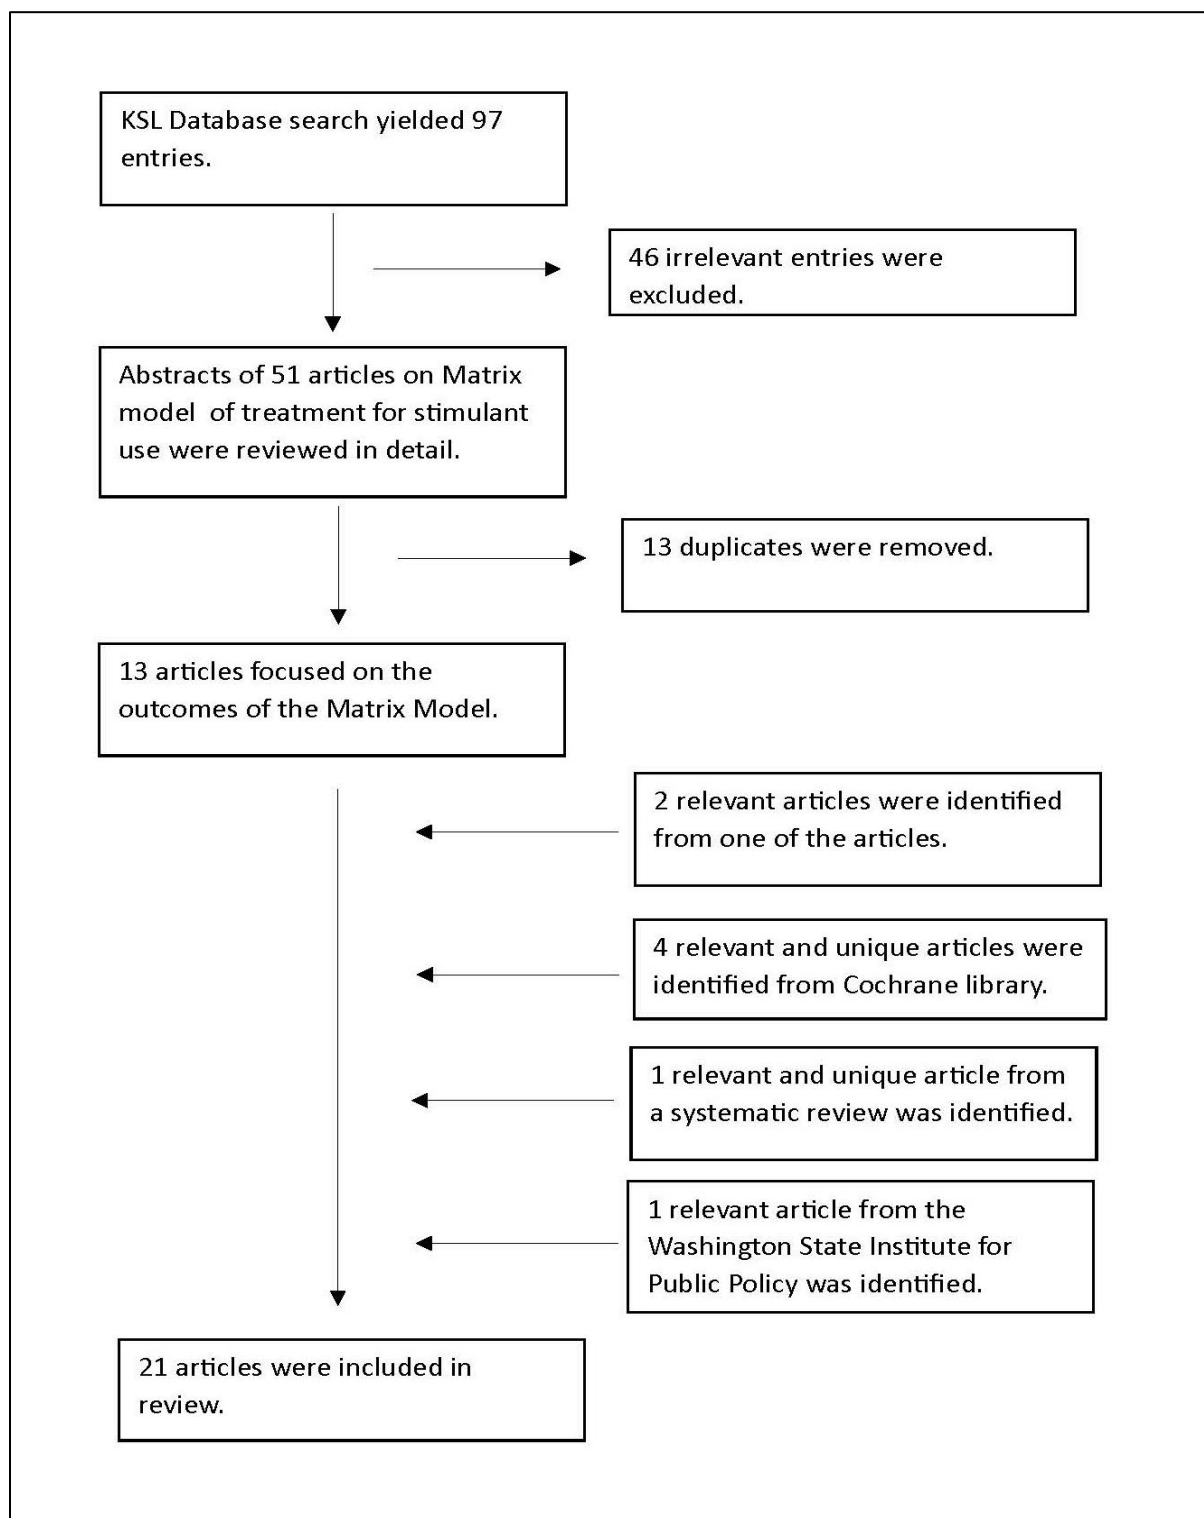 KSL Database search yielded 97
entries.
46 irrelevant entries were
excluded.
Abstracts of 51 articles on Matrix
model  of treatment for stimulant
use were reviewed in detail.
13 duplicates were removed.
13 articles focused on the
outcomes of the Matrix Model.
2 relevant articles were identified
from one of the articles.
4 relevant and unique articles were
identified from Cochrane library.
1 relevant and unique article from
a systematic review was identified.
1 relevant article from the
Washington State Institute for
Public Policy was identified.
21 articles were included in
review.